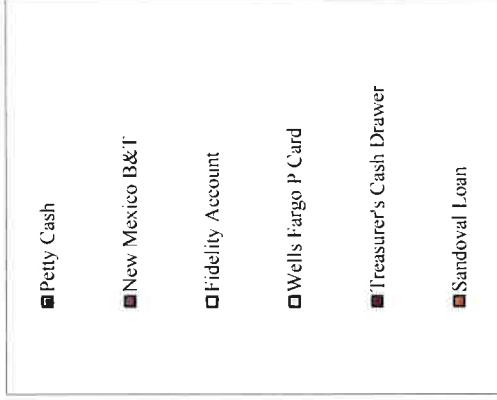 Petty Cash
New Mexico B&T
Fidelity Account
Wells Fargo P Card
Treasurer's Cash Drawer
Sandoval Loan